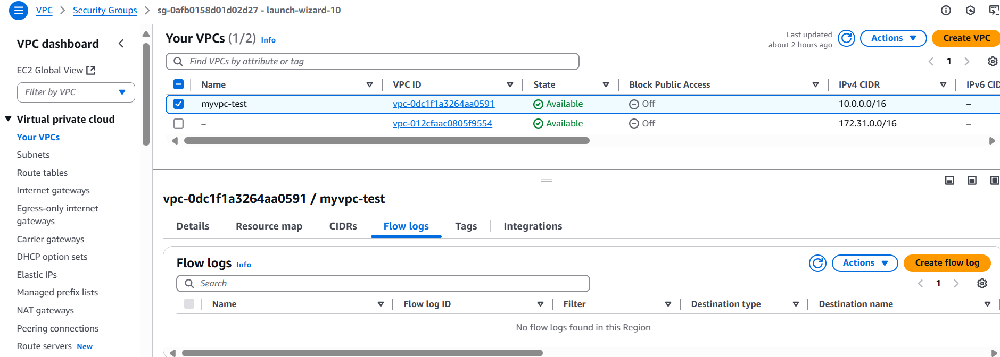 VPC > Security Groups > sg-0afb0158d01d02d27 - launch-wizard-10
VPC dashboard
EC2 Global View
Filter by VPC
Virtual private cloud
Your VPCs
Subnets
Route tables
Internet gateways
Egress-only internet
gateways
Carrier gateways
DHCP option sets
Elastic IPs
Managed prefix lists
NAT gateways
Peering connections
Route servers New
Your VPCs (1/2) Info
Last updated
about 2 hours ago
Actions
Create VPC
Find VPCs by attribute or tag
1
Name VPC ID State Block Public Access IPv4 CIDR IPv6 CID
myvpc-test vpc-0dc1f1a3264aa0591 Available Off 10.0.0.0/16 –
– vpc-012cfaac0805f9554 Available Off 172.31.0.0/16 –
vpc-0dc1f1a3264aa0591 / myvpc-test
Details Resource map CIDRs Flow logs Tags Integrations
Flow logs Info
Actions
Create flow log
Search
1
Name Flow log ID Filter Destination type Destination name
No flow logs found in this Region